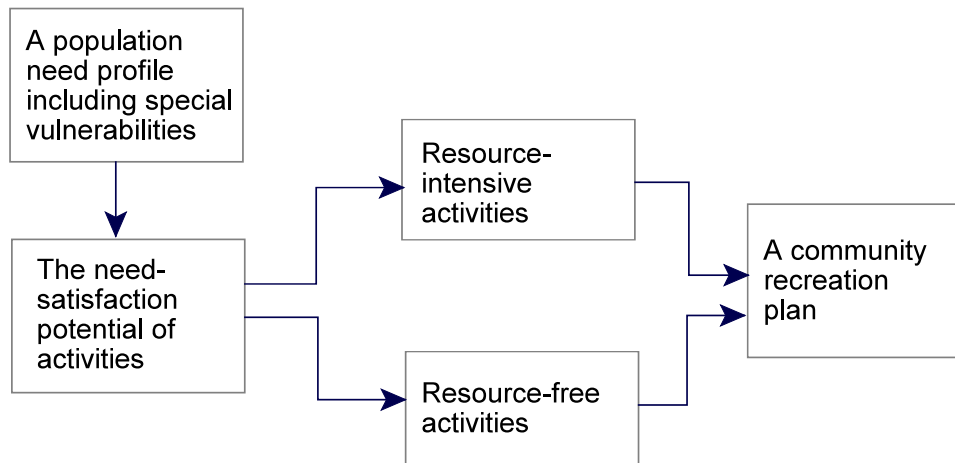 A population
need profile
including special
vulnerabilities
The need-
satisfaction
potential of
activities
Resource-
intensive
activities
Resource-free
activities
A community
recreation
plan